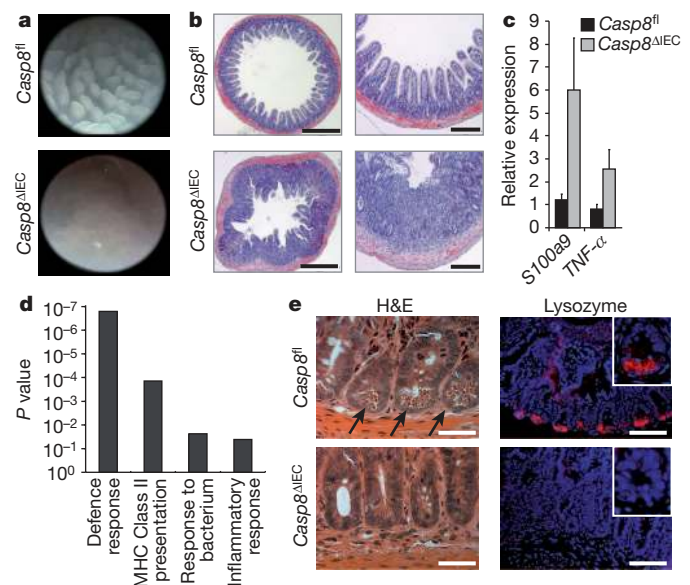 a
Casp8fl
Casp8ΔIEC
b
Casp8fl
Casp8ΔIEC
c
Casp8fl
Casp8ΔIEC
Relative expression
9
8
7
6
5
4
3
2
1
0
S100a9
TNF-α
d
P value
10–7
10–6
10–5
10–4
10–3
10–2
10–1
100
Defence
response
MHC Class II
presentation
Response to
bacterium
Inflammatory
response
e
H&E
Lysozyme
Casp8fl
Casp8ΔIEC